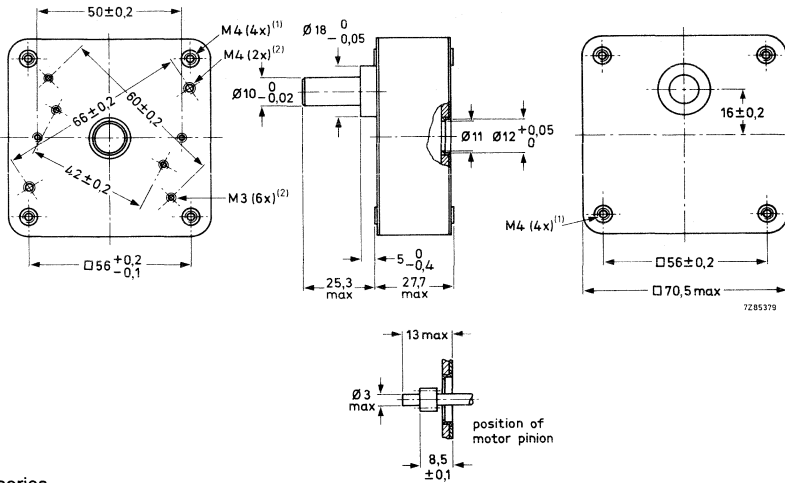 50±0,2
M4 (4x)(1)
M4 (2x)(2)
66±0,2
60±0,2
42±0,2
M3 (6x)(2)
□56 +0,2 -0,1
Ø18 0 -0,05
Ø10 0 -0,02
Ø11 Ø12 +0,05 0
5 0 -0,4
25,3 max
27,7 max
16±0,2
M4 (4x)(1)
□56±0,2
□70,5 max
7Z85379
13 max
Ø3 max
position of
motor pinion
8,5 ±0,1
series